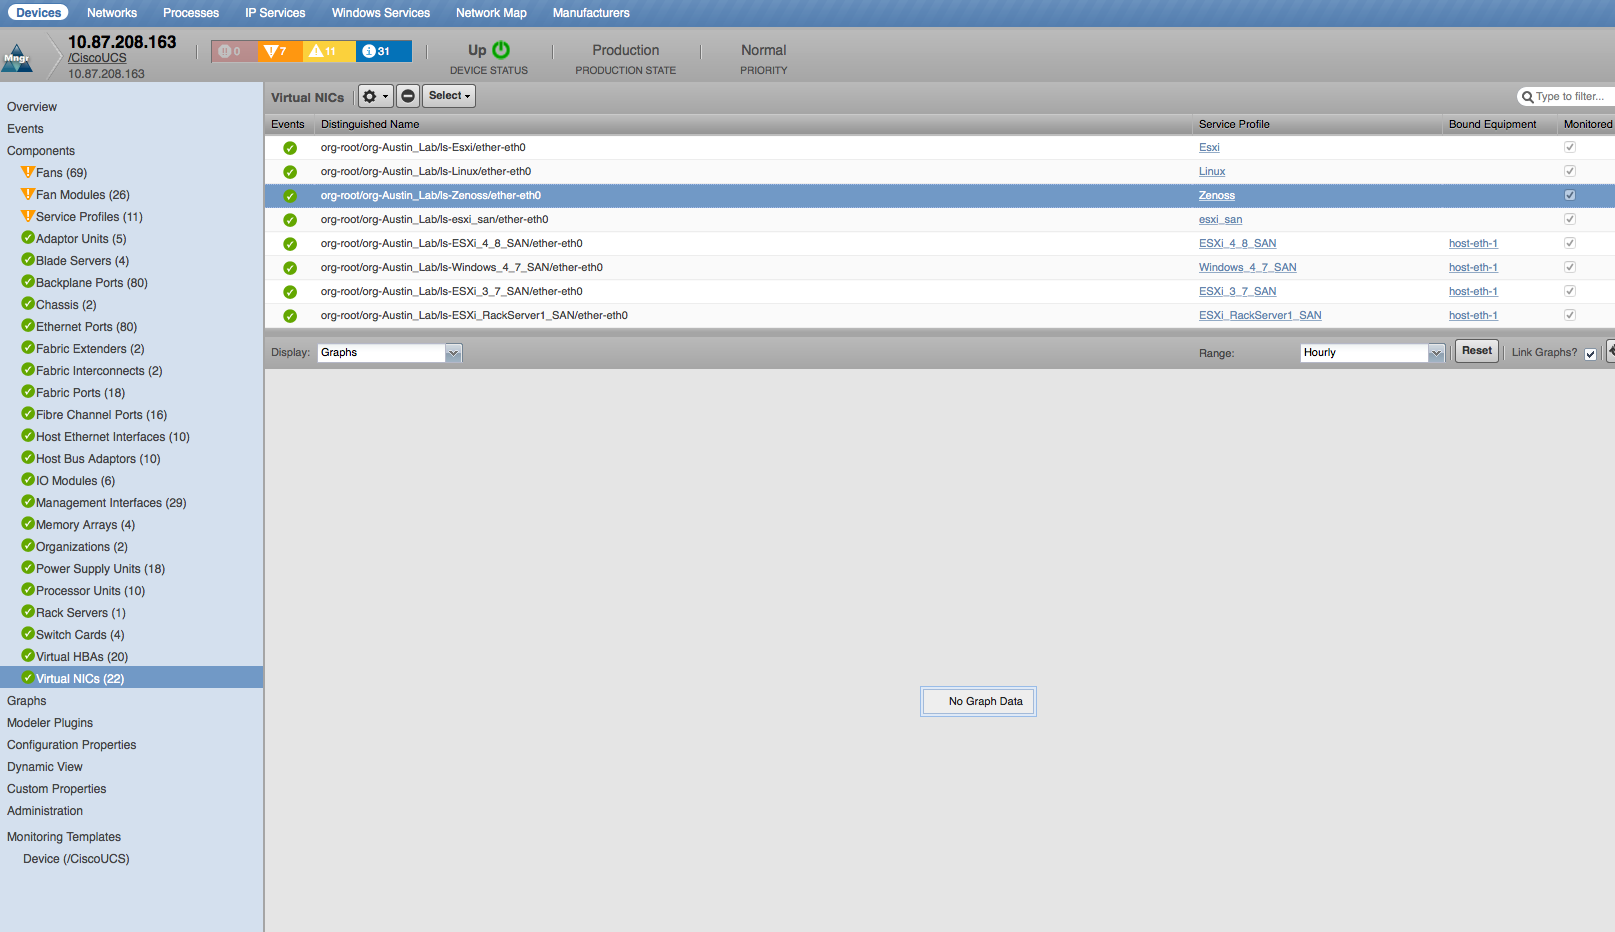 Devices Networks Processes IP Services Windows Services Network Map Manufacturers
Mngr
10.87.208.163
/CiscoUCS
10.87.208.163
0 7 11 31
Up
DEVICE STATUS
Production
PRODUCTION STATE
Normal
PRIORITY
Overview
Events
Components
Fans (69)
Fan Modules (26)
Service Profiles (11)
Adaptor Units (5)
Blade Servers (4)
Backplane Ports (80)
Chassis (2)
Ethernet Ports (80)
Fabric Extenders (2)
Fabric Interconnects (2)
Fabric Ports (18)
Fibre Channel Ports (16)
Host Ethernet Interfaces (10)
Host Bus Adaptors (10)
IO Modules (6)
Management Interfaces (29)
Memory Arrays (4)
Organizations (2)
Power Supply Units (18)
Processor Units (10)
Rack Servers (1)
Switch Cards (4)
Virtual HBAs (20)
Virtual NICs (22)
Graphs
Modeler Plugins
Configuration Properties
Dynamic View
Custom Properties
Administration
Monitoring Templates
Device (/CiscoUCS)
Virtual NICs Select Type to filter...
Events Distinguished Name Service Profile Bound Equipment Monitored
org-root/org-Austin_Lab/ls-Esxi/ether-eth0 Esxi
org-root/org-Austin_Lab/ls-Linux/ether-eth0 Linux
org-root/org-Austin_Lab/ls-Zenoss/ether-eth0 Zenoss
org-root/org-Austin_Lab/ls-esxi_san/ether-eth0 esxi_san
org-root/org-Austin_Lab/ls-ESXi_4_8_SAN/ether-eth0 ESXi_4_8_SAN host-eth-1
org-root/org-Austin_Lab/ls-Windows_4_7_SAN/ether-eth0 Windows_4_7_SAN host-eth-1
org-root/org-Austin_Lab/ls-ESXi_3_7_SAN/ether-eth0 ESXi_3_7_SAN host-eth-1
org-root/org-Austin_Lab/ls-ESXi_RackServer1_SAN/ether-eth0 ESXi_RackServer1_SAN host-eth-1
Display: Graphs Range: Hourly Reset Link Graphs?
No Graph Data